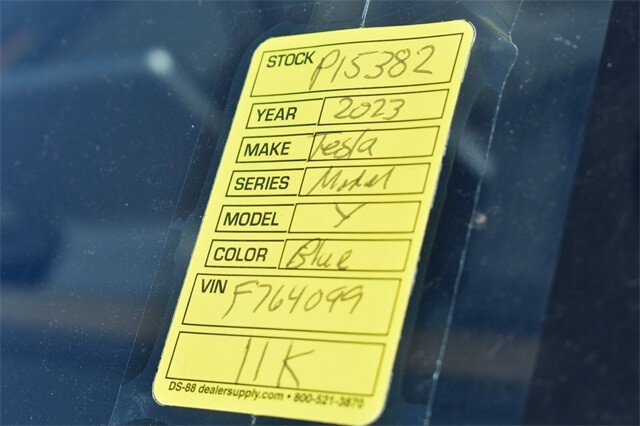 STOCK P15382
YEAR 2023
MAKE Tesla
SERIES Model
MODEL Y
COLOR Blue
VIN F764099
11K
DS-88 dealersupply.com • 800-521-3870